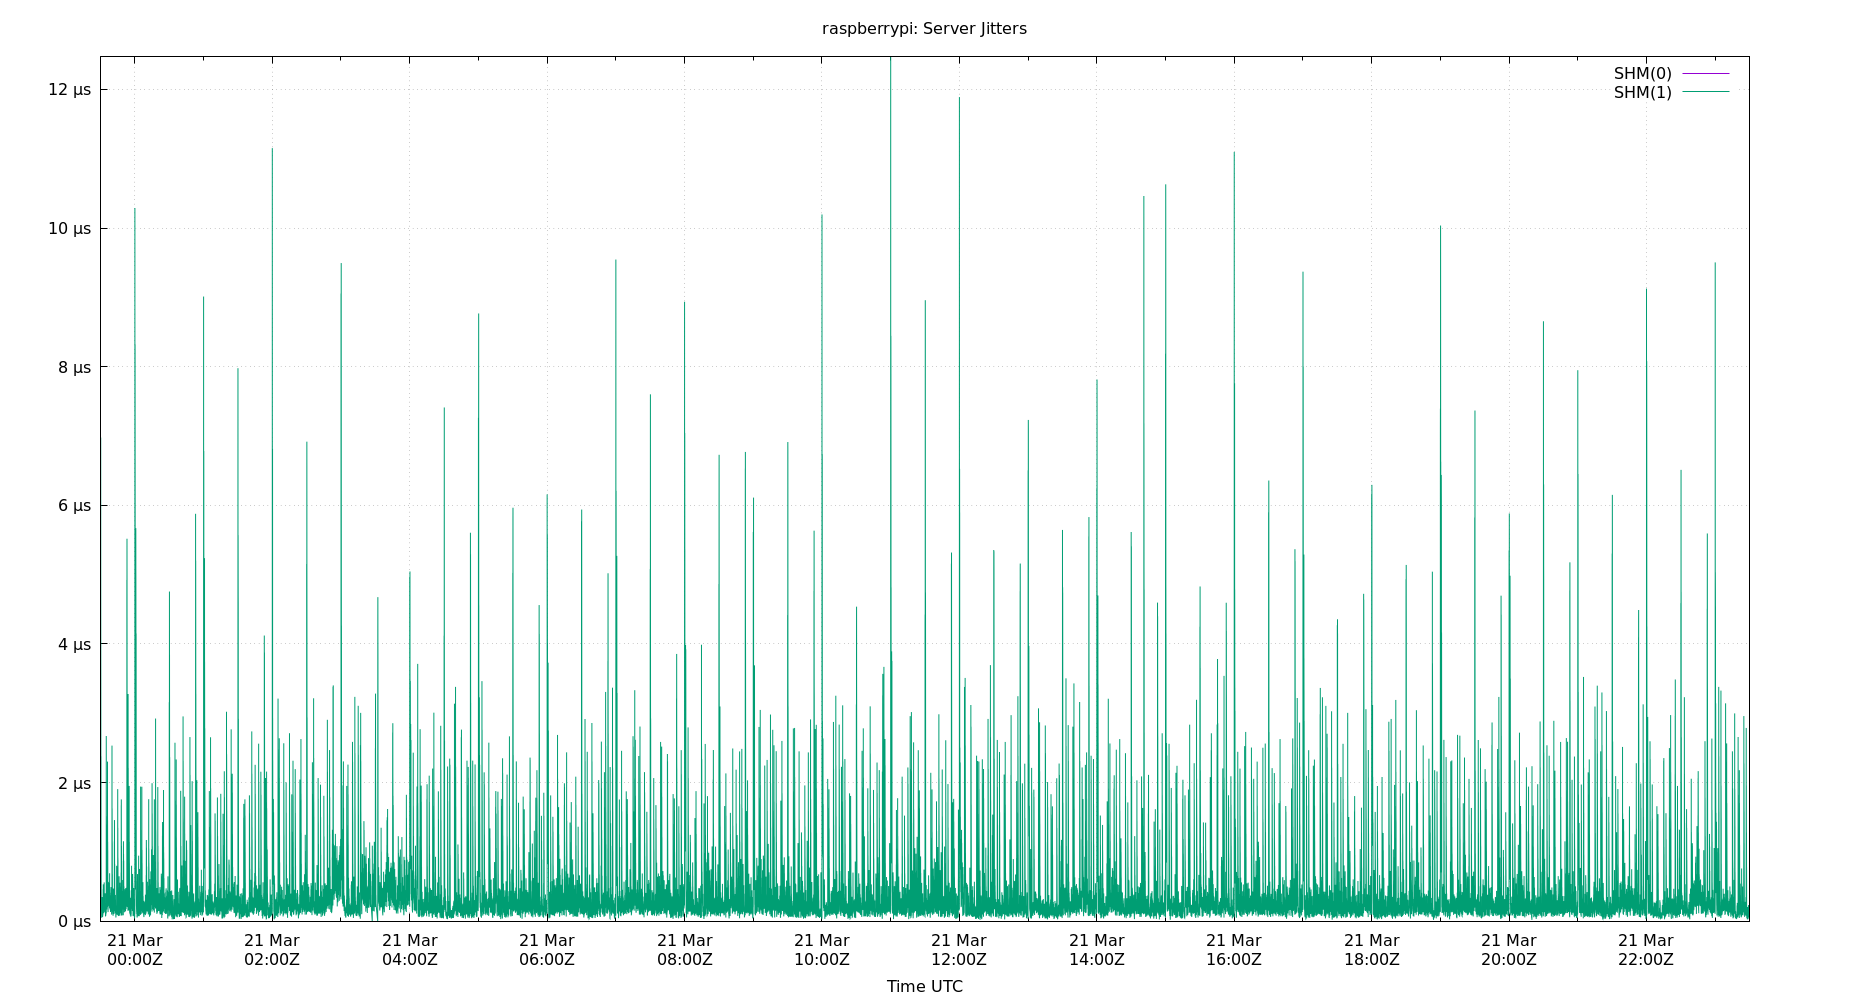 raspberrypi: Server Jitters
SHM(0)
SHM(1)
12 µs
10 µs
8 µs
6 µs
4 µs
2 µs
0 µs
21 Mar 21 Mar 21 Mar 21 Mar 21 Mar 21 Mar 21 Mar 21 Mar 21 Mar 21 Mar 21 Mar 21 Mar
00:00Z 02:00Z 04:00Z 06:00Z 08:00Z 10:00Z 12:00Z 14:00Z 16:00Z 18:00Z 20:00Z 22:00Z
Time UTC